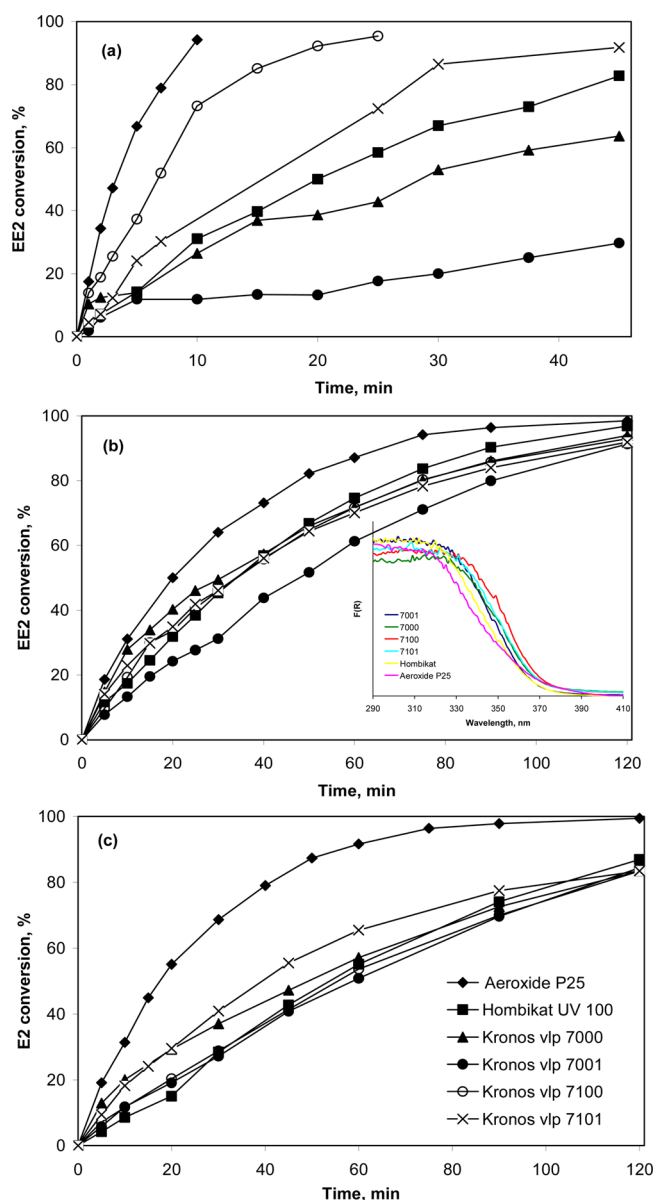 100
(a)
80
60
40
20
0
EE2 conversion, %
0 10 20 30 40
Time, min
100
(b)
80
60
40
20
0
EE2 conversion, %
F(R)
7001
7000
7100
7101
Hombikat
Aeroxide P25
290 310 330 350 370 390 410
Wavelength, nm
0 20 40 60 80 100 120
Time, min
100
(c)
80
60
40
20
0
E2 conversion, %
Aeroxide P25
Hombikat UV 100
Kronos vlp 7000
Kronos vlp 7001
Kronos vlp 7100
Kronos vlp 7101
0 20 40 60 80 100 120
Time, min